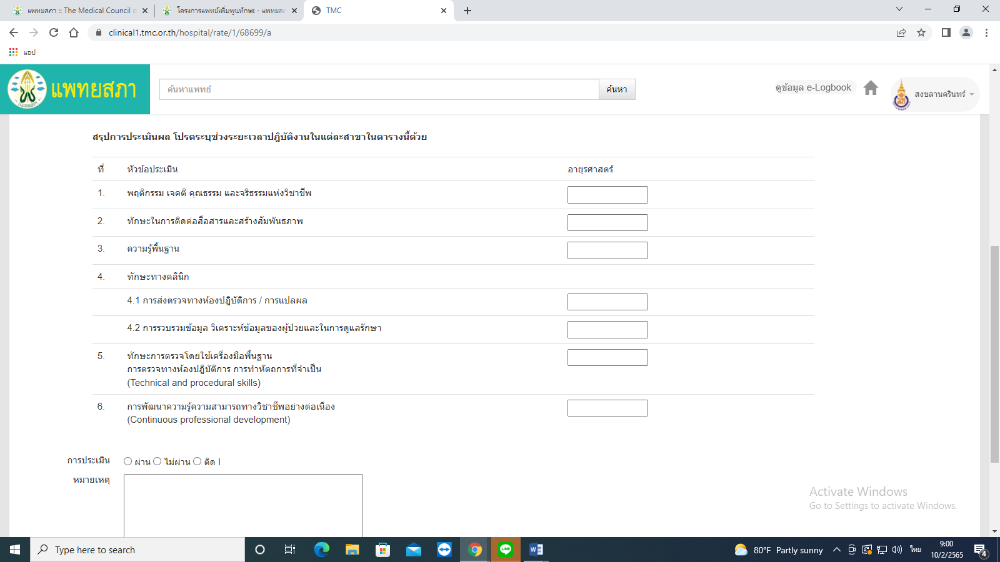 แพทยสภา :: The Medical Council o
โครงการแพทย์เพิ่มพูนทักษะ - แพทยส
TMC
clinical1.tmc.or.th/hospital/rate/1/68699/a
แอป
แพทยสภา
ค้นหาแพทย์
ค้นหา
ดูข้อมูล e-Logbook
สงขลานครินทร์
สรุปการประเมินผล โปรดระบุช่วงระยะเวลาปฏิบัติงานในแต่ละสาขาในตารางนี้ด้วย
ที่ หัวข้อประเมิน อายุรศาสตร์
1. พฤติกรรม เจคติ คุณธรรม และจริธรรมแห่งวิชาชีพ
2. ทักษะในการติดต่อสือสารและสร้างสัมพันธภาพ
3. ความรู้พื้นฐาน
4. ทักษะทางคลินิก
4.1 การส่งตรวจทางห้องปฎิบัติการ / การแปลผล
4.2 การรวบรวมข้อมูล วิเคราะห์ข้อมูลของผู้ป่วยและในการดูแลรักษา
5. ทักษะการตรวจโดยใช้เครื่องมือพื้นฐาน
การตรวจทางห้องปฎิบัติการ การทำหัตถการที่จำเป็น
(Technical and procedural skills)
6. การพัฒนาความรู้ความสามารถทางวิชาชีพอย่างต่อเนือง
(Continuous professional development)
การประเมิน ผ่าน ไม่ผ่าน ติด I
หมายเหตุ
Activate Windows
Go to Settings to activate Windows.
Type here to search
LINE
80°F Partly sunny
ไทย
9:00
10/2/2565
4